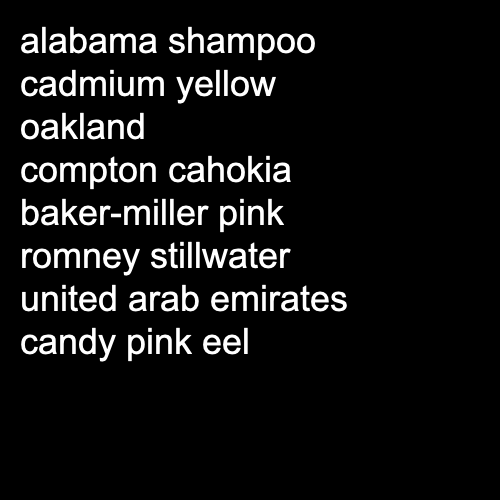 alabama shampoo
cadmium yellow
oakland
compton cahokia
baker-miller pink
romney stillwater
united arab emirates
candy pink eel